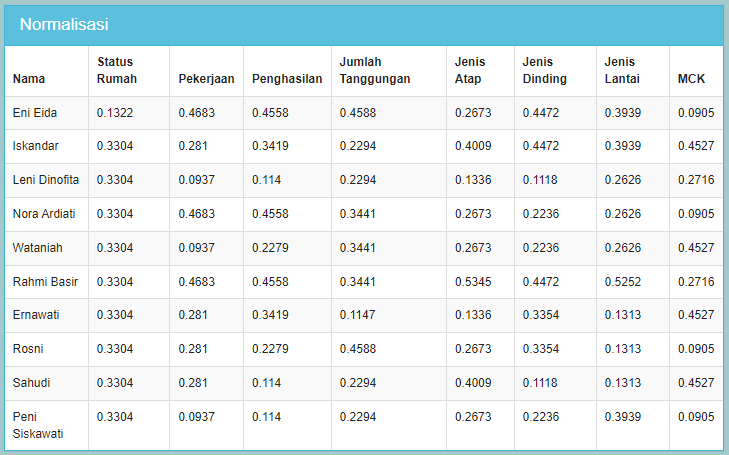 Normalisasi
Nama Status Rumah Pekerjaan Penghasilan Jumlah Tanggungan Jenis Atap Jenis Dinding Jenis Lantai MCK
Eni Eida 0.1322 0.4683 0.4558 0.4588 0.2673 0.4472 0.3939 0.0905
Iskandar 0.3304 0.281 0.3419 0.2294 0.4009 0.4472 0.3939 0.4527
Leni Dinofita 0.3304 0.0937 0.114 0.2294 0.1336 0.1118 0.2626 0.2716
Nora Ardiati 0.3304 0.4683 0.4558 0.3441 0.2673 0.2236 0.2626 0.0905
Wataniah 0.3304 0.0937 0.2279 0.3441 0.2673 0.2236 0.2626 0.4527
Rahmi Basir 0.3304 0.4683 0.4558 0.3441 0.5345 0.4472 0.5252 0.2716
Ernawati 0.3304 0.281 0.3419 0.1147 0.1336 0.3354 0.1313 0.4527
Rosni 0.3304 0.281 0.2279 0.4588 0.2673 0.3354 0.1313 0.0905
Sahudi 0.3304 0.281 0.114 0.2294 0.4009 0.1118 0.1313 0.4527
Peni Siskawati 0.3304 0.0937 0.114 0.2294 0.2673 0.2236 0.3939 0.0905